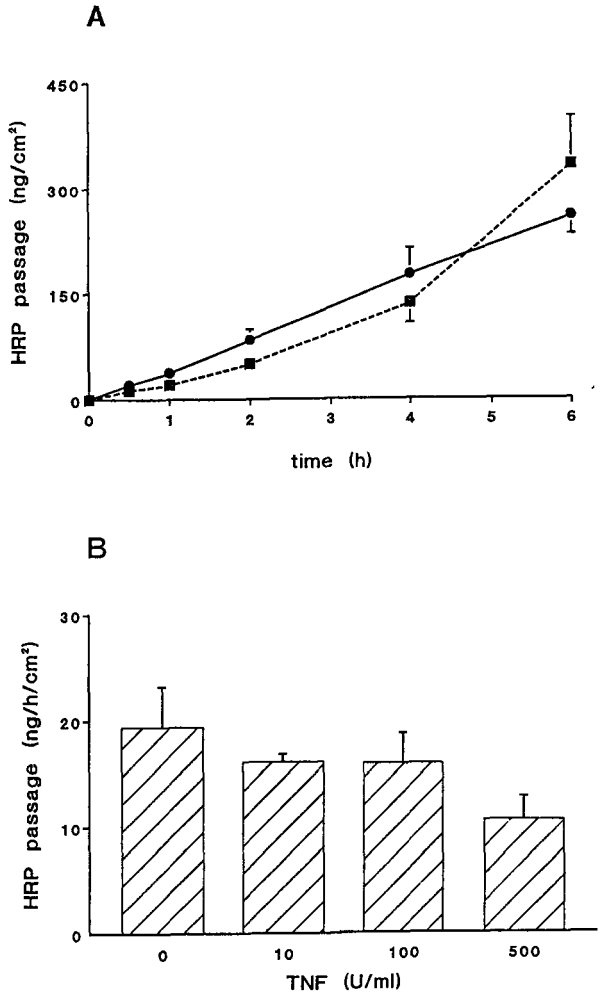 A
450
300
150
0
HRP passage (ng/cm²)
0 1 2 3 4 5 6
time (h)
B
30
20
10
0
HRP passage (ng/h/cm²)
0 10 100 500
TNF (U/ml)